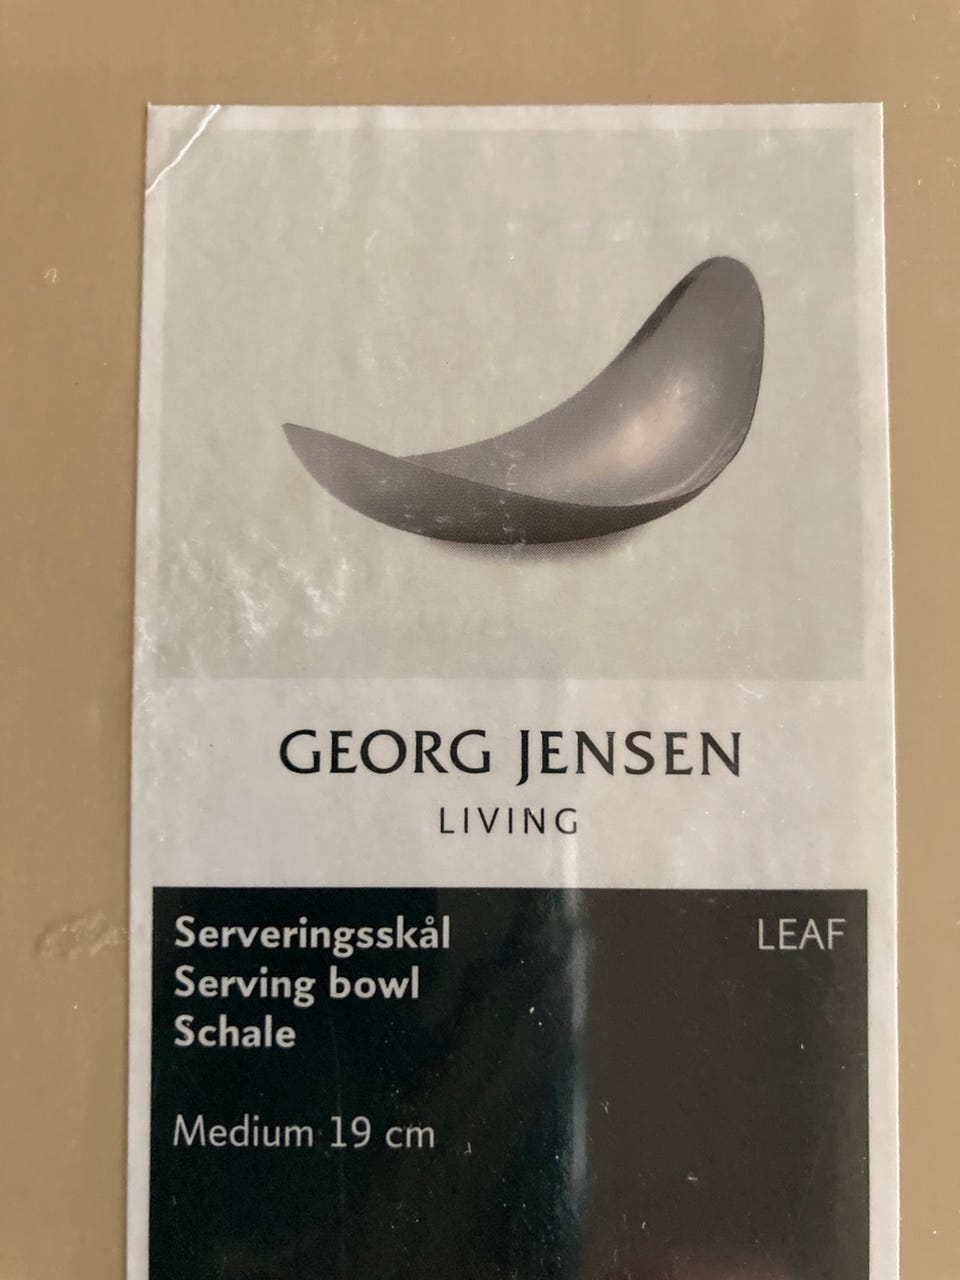 GEORG JENSEN
LIVING
Serveringsskål
LEAF
Serving bowl
Schale
Medium 19 cm